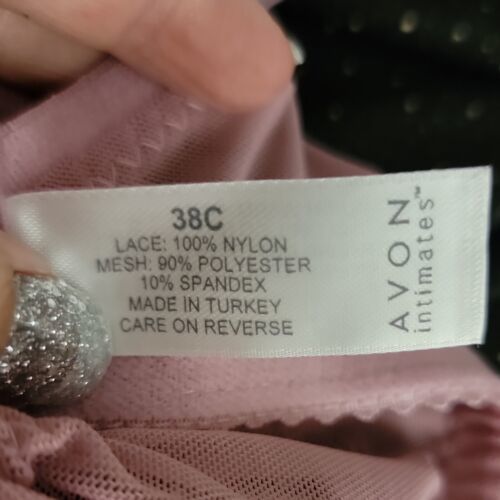 38C
LACE: 100% NYLON
MESH: 90% POLYESTER
10% SPANDEX
MADE IN TURKEY
CARE ON REVERSE
AVON
intimates™